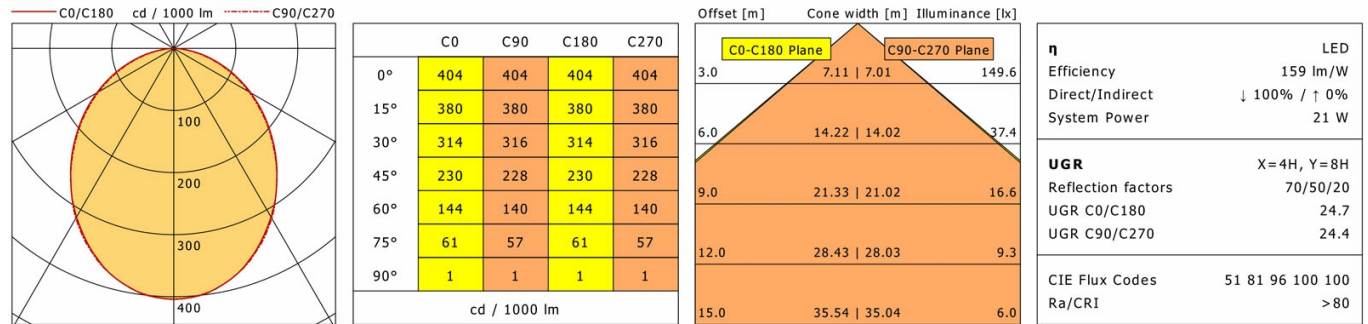 C0/C180 cd / 1000 lm C90/C270
100
200
300
400
C0 C90 C180 C270
0° 404 404 404 404
15° 380 380 380 380
30° 314 316 314 316
45° 230 228 230 228
60° 144 140 144 140
75° 61 57 61 57
90° 1 1 1 1
cd / 1000 lm
Offset [m] Cone width [m] Illuminance [lx]
C0-C180 Plane C90-C270 Plane
3.0 7.11 | 7.01 149.6
6.0 14.22 | 14.02 37.4
9.0 21.33 | 21.02 16.6
12.0 28.43 | 28.03 9.3
15.0 35.54 | 35.04 6.0
η LED
Efficiency 159 lm/W
Direct/Indirect ↓ 100% / ↑ 0%
System Power 21 W
UGR X=4H, Y=8H
Reflection factors 70/50/20
UGR C0/C180 24.7
UGR C90/C270 24.4
CIE Flux Codes 51 81 96 100 100
Ra/CRI >80